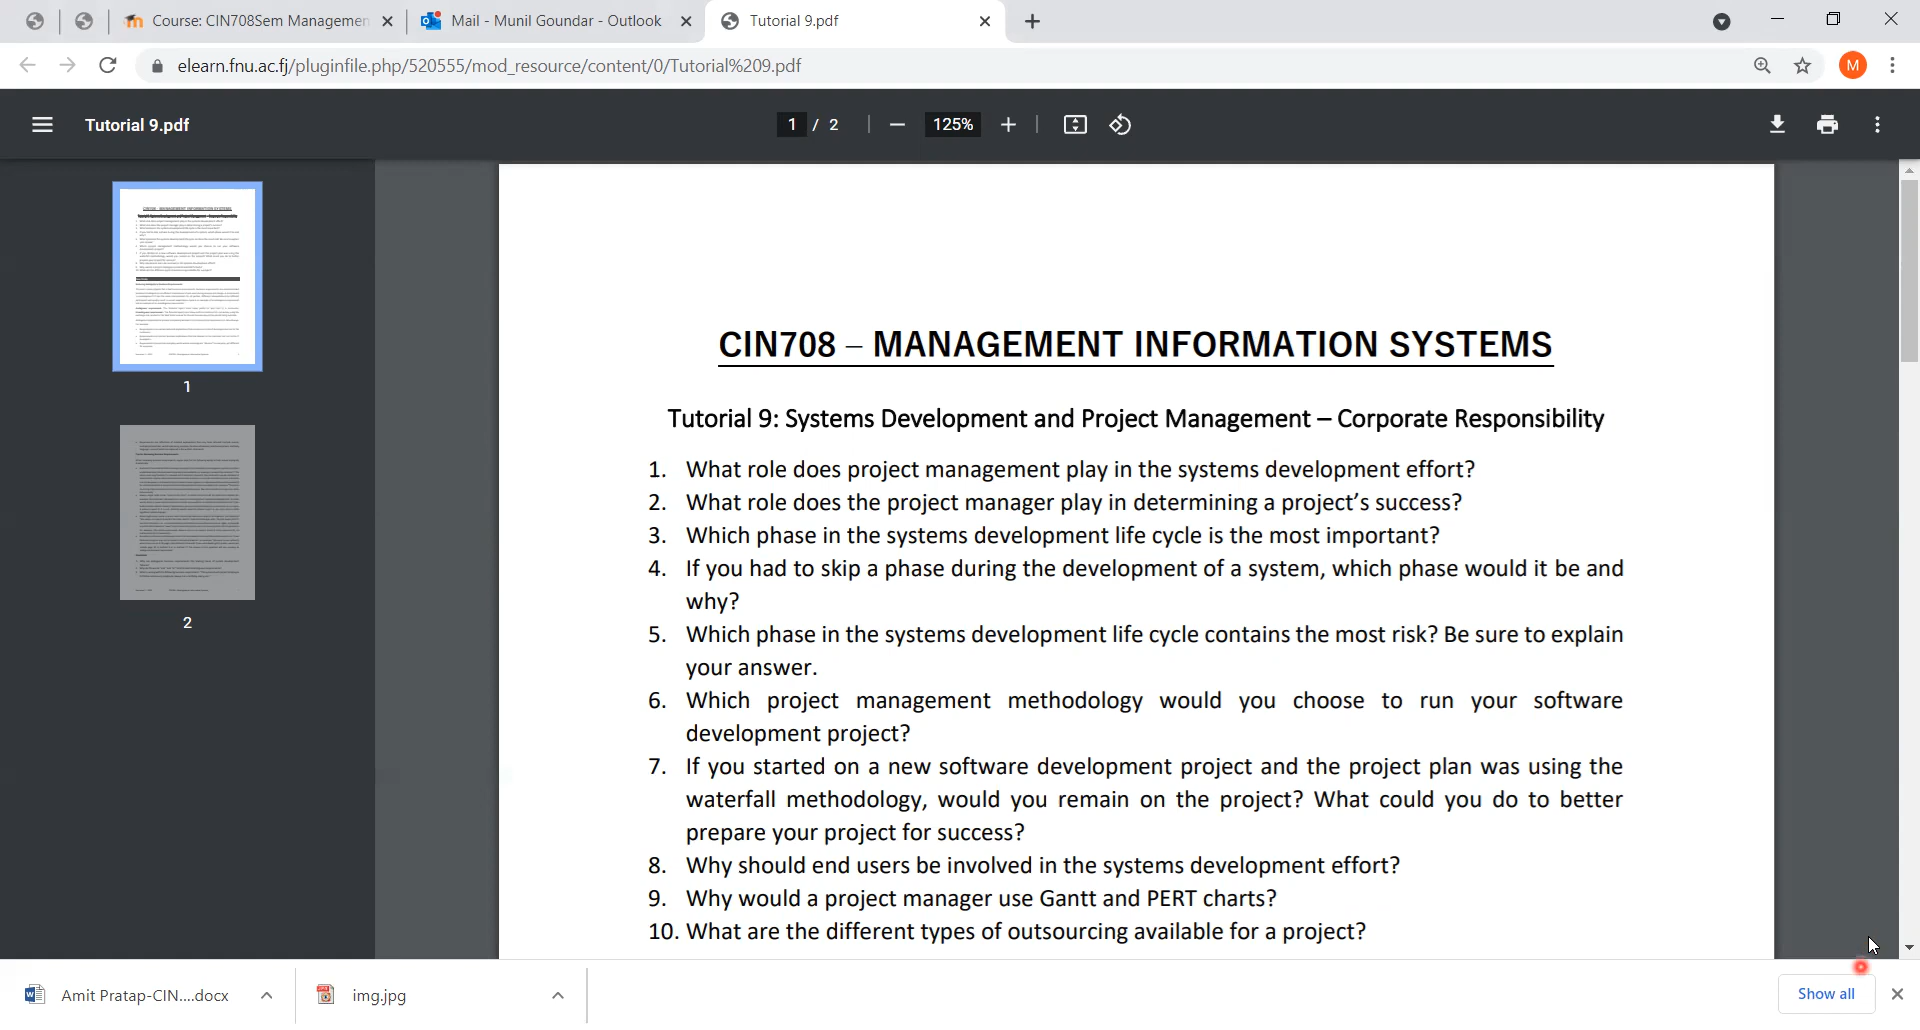 Course: CIN708Sem Managemen
Mail - Munil Goundar - Outlook
Tutorial 9.pdf
elearn.fnu.ac.fj/pluginfile.php/520555/mod_resource/content/0/Tutorial%209.pdf
M
Tutorial 9.pdf
1 / 2
125%
1
2
CIN708 – MANAGEMENT INFORMATION SYSTEMS
Tutorial 9: Systems Development and Project Management – Corporate Responsibility
1. What role does project management play in the systems development effort?
2. What role does the project manager play in determining a project’s success?
3. Which phase in the systems development life cycle is the most important?
4. If you had to skip a phase during the development of a system, which phase would it be and
why?
5. Which phase in the systems development life cycle contains the most risk? Be sure to explain
your answer.
6. Which project management methodology would you choose to run your software
development project?
7. If you started on a new software development project and the project plan was using the
waterfall methodology, would you remain on the project? What could you do to better
prepare your project for success?
8. Why should end users be involved in the systems development effort?
9. Why would a project manager use Gantt and PERT charts?
10. What are the different types of outsourcing available for a project?
Amit Pratap-CIN....docx
img.jpg
Show all